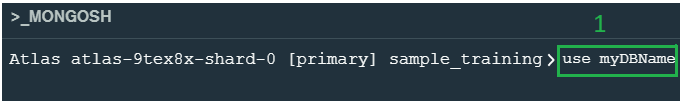 >_MONGOSH
1
Atlas atlas-9tex8x-shard-0 [primary] sample_training> use myDBName